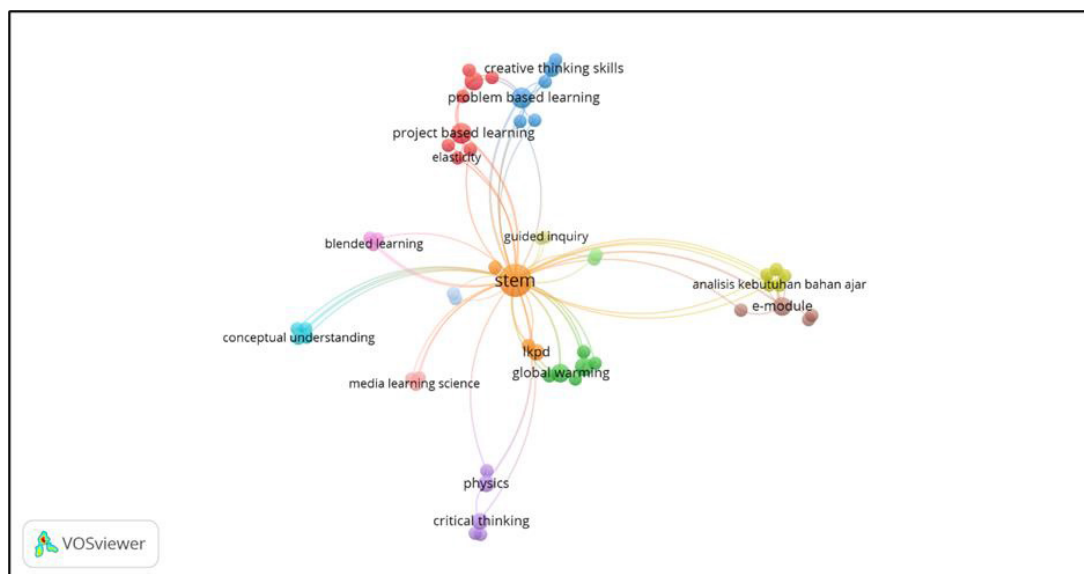 creative thinking skills
problem based learning
project based learning
elasticity
guided inquiry
blended learning
stem
analisis kebutuhan bahan ajar
e-module
conceptual understanding
lkpd
global warming
media learning science
physics
critical thinking
VOSviewer